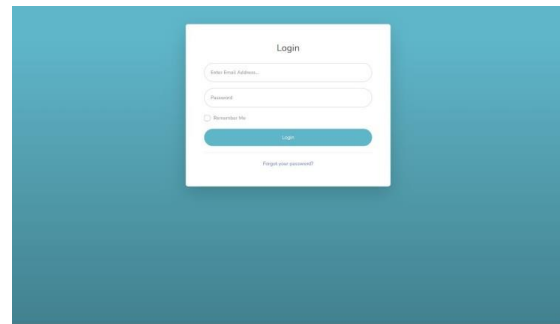 Login
Enter Email Address...
Password
Remember Me
Login
Forgot your password?